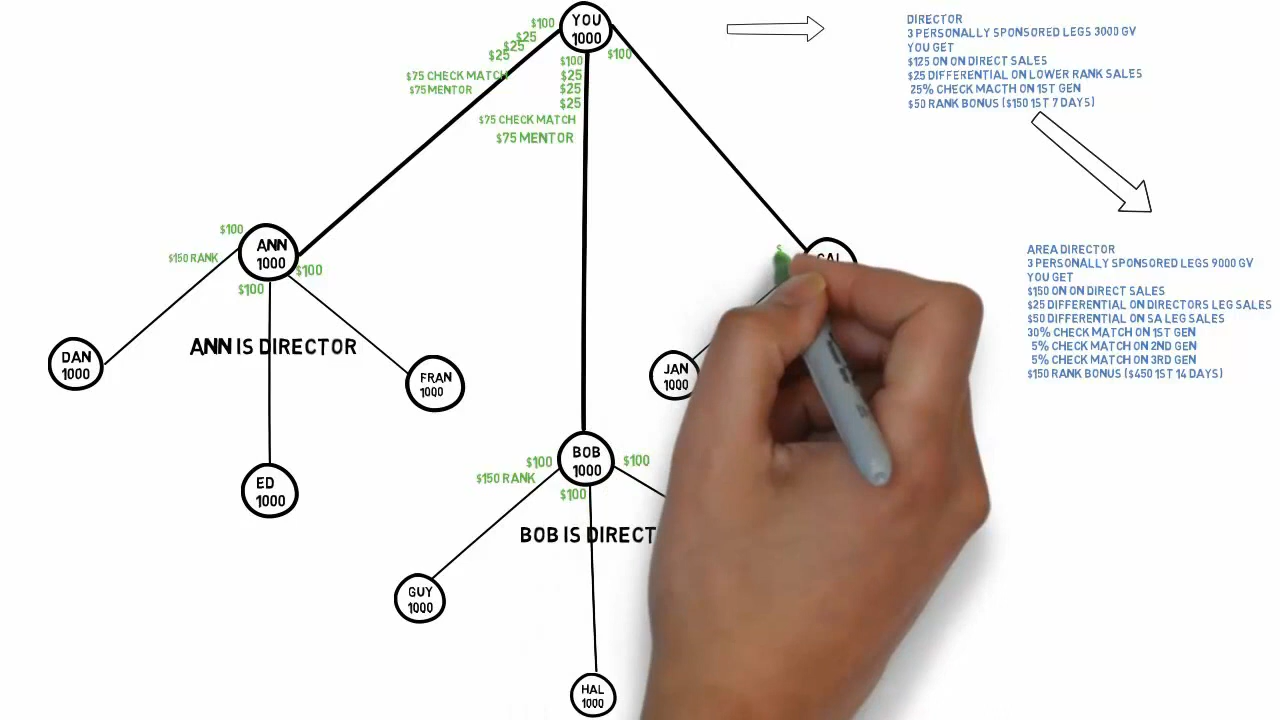 YOU
1000
$100
$25
$25
$25
$75 CHECK MATCH
$75 MENTOR
$100
$25
$25
$25
$75 CHECK MATCH
$75 MENTOR
$100
DIRECTOR
3 PERSONALLY SPONSORED LEGS 3000 GV
YOU GET
$125 ON ON DIRECT SALES
$25 DIFFERENTIAL ON LOWER RANK SALES
25% CHECK MACTH ON 1ST GEN
$50 RANK BONUS ($150 1ST 7 DAYS)
AREA DIRECTOR
3 PERSONALLY SPONSORED LEGS 9000 GV
YOU GET
$150 ON ON DIRECT SALES
$25 DIFFERENTIAL ON DIRECTORS LEG SALES
$50 DIFFERENTIAL ON SA LEG SALES
30% CHECK MATCH ON 1ST GEN
5% CHECK MATCH ON 2ND GEN
5% CHECK MATCH ON 3RD GEN
$150 RANK BONUS ($450 1ST 14 DAYS)
$100
$150 RANK
ANN
1000
$100
$100
ANN IS DIRECTOR
DAN
1000
FRAN
1000
ED
1000
$
JAN
1000
BOB
1000
$100
$150 RANK
$100
$100
BOB IS DIRECT
GUY
1000
HAL
1000